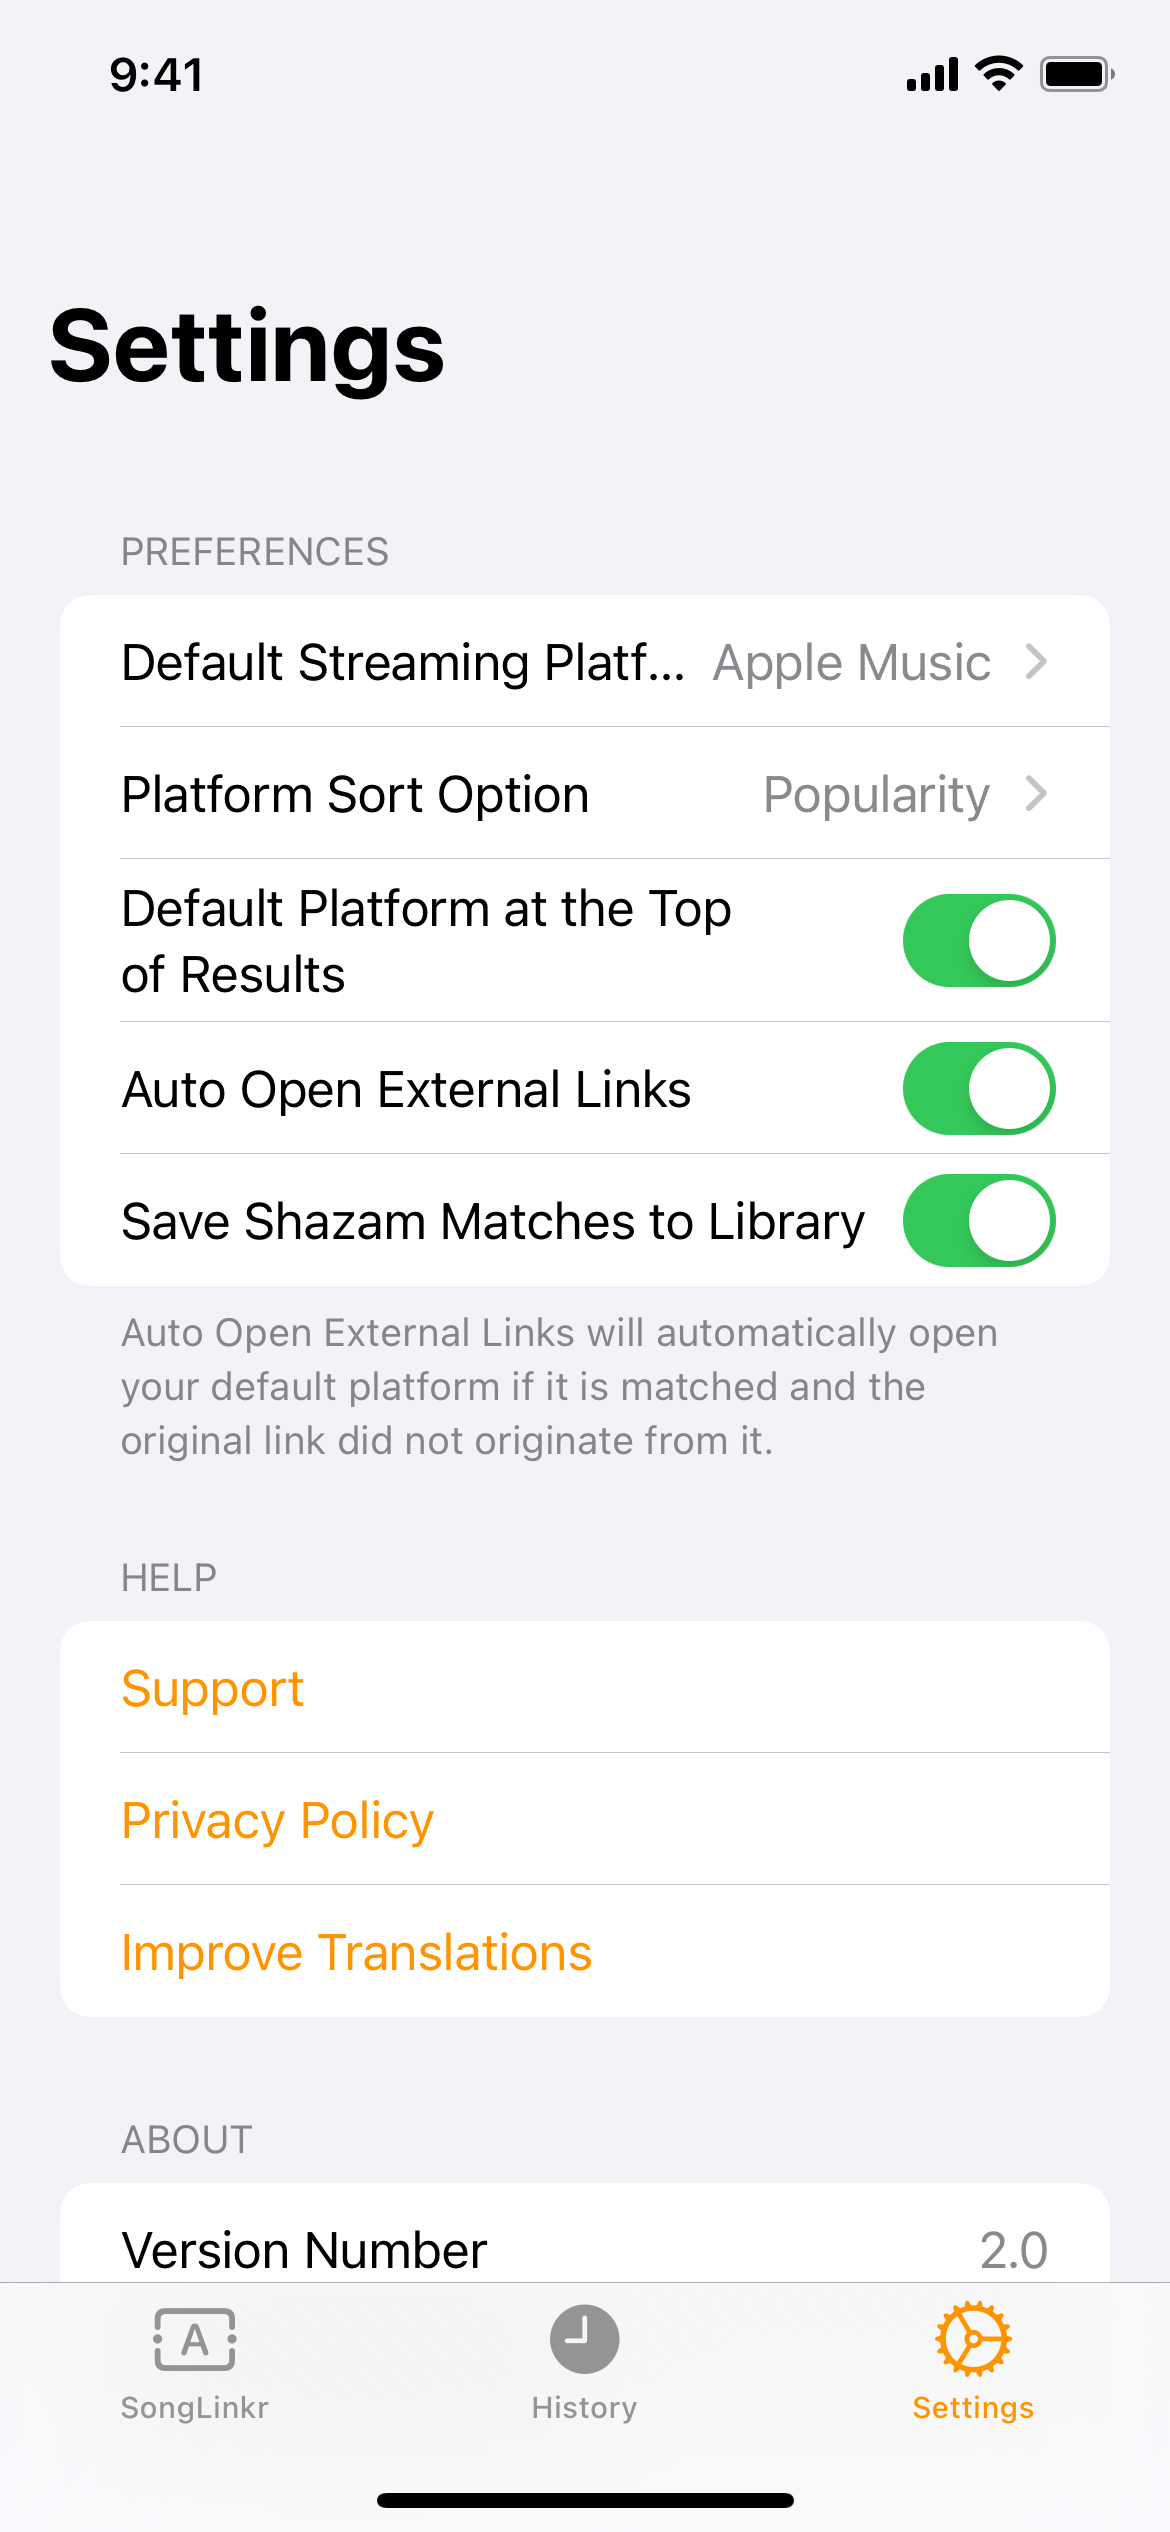 9:41
Settings
PREFERENCES
Default Streaming Platf... Apple Music
Platform Sort Option Popularity
Default Platform at the Top
of Results
Auto Open External Links
Save Shazam Matches to Library
Auto Open External Links will automatically open
your default platform if it is matched and the
original link did not originate from it.
HELP
Support
Privacy Policy
Improve Translations
ABOUT
Version Number 2.0
A
SongLinkr History Settings